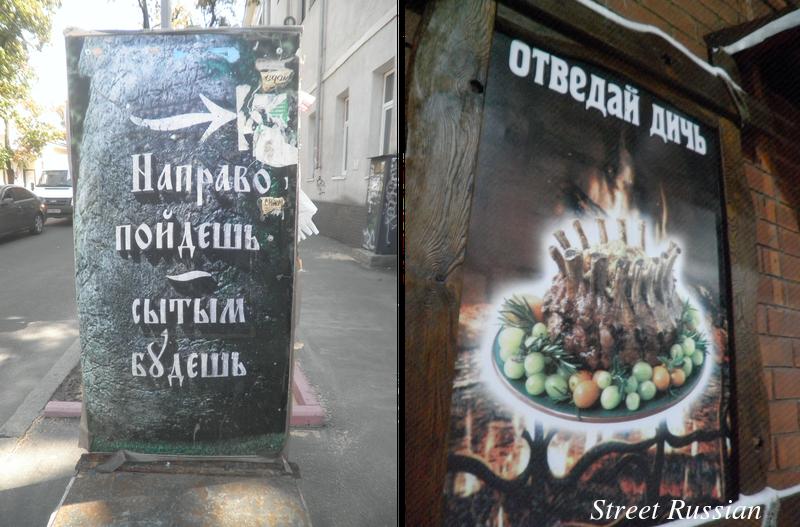 Направо
пойдешь
—
сытым
будешь
ОТВЕДАЙ ДИЧЬ
Street Russian